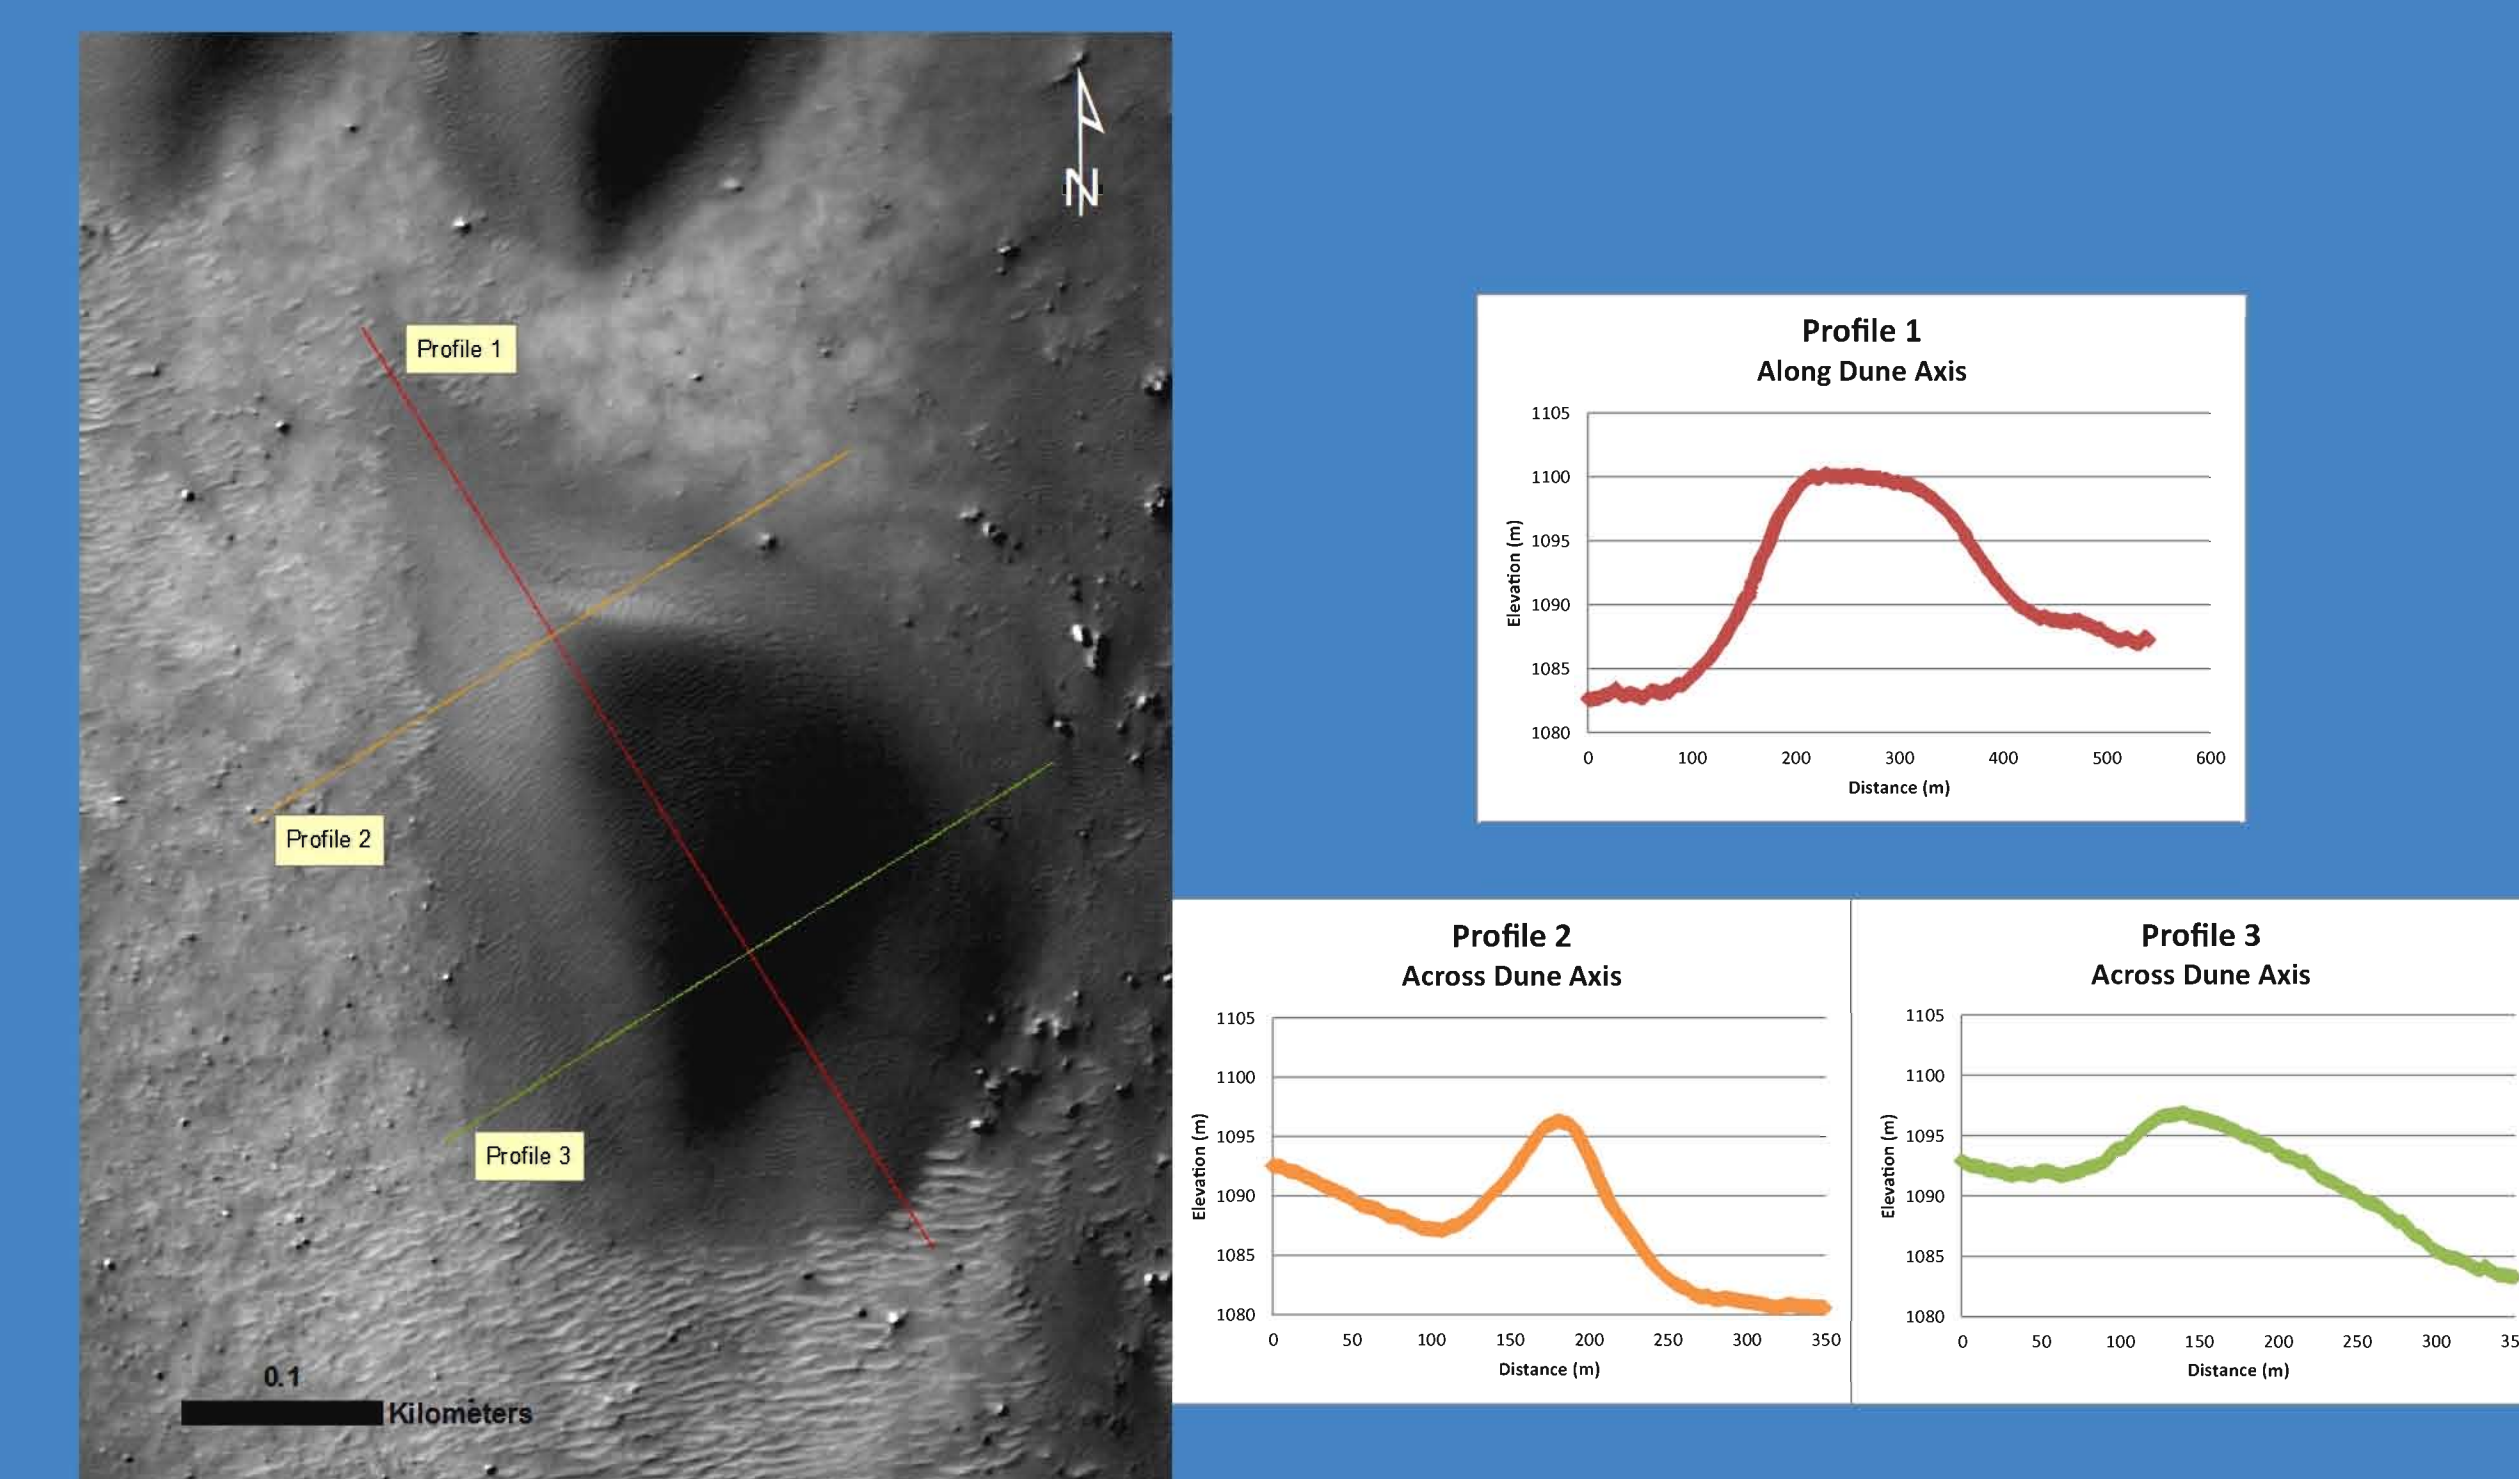 N
Profile 1
Profile 2
Profile 3
0.1
Kilometers
Profile 1
Along Dune Axis
1105
1100
1095
1090
1085
1080
Elevation (m)
0 100 200 300 400 500 600
Distance (m)
Profile 2
Across Dune Axis
1105
1100
1095
1090
1085
1080
Elevation (m)
0 50 100 150 200 250 300 350
Distance (m)
Profile 3
Across Dune Axis
1105
1100
1095
1090
1085
1080
Elevation (m)
0 50 100 150 200 250 300 35
Distance (m)